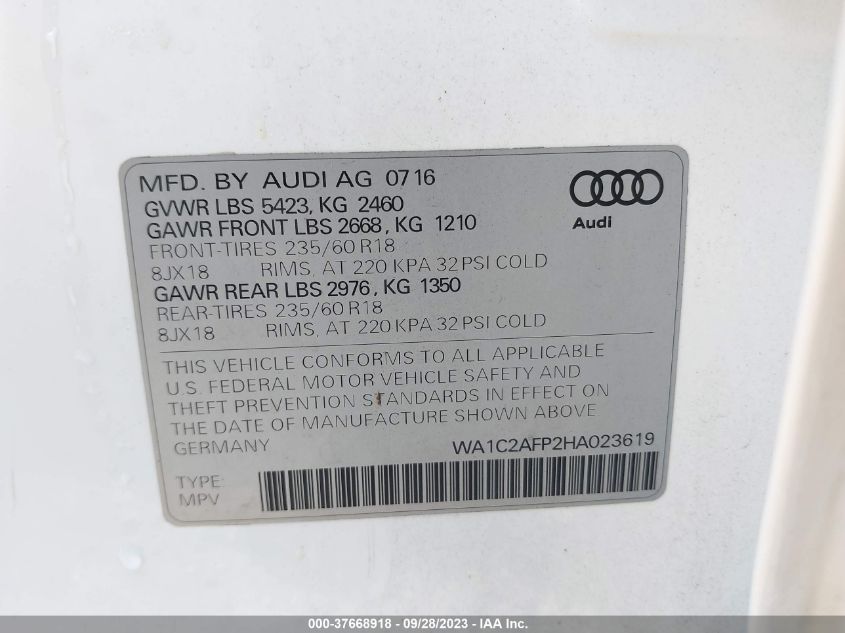 MFD. BY AUDI AG 0716
GVWR LBS 5423, KG 2460
GAWR FRONT LBS 2668, KG 1210
FRONT-TIRES 235/60 R18
8JX18 RIMS, AT 220 KPA 32 PSI COLD
GAWR REAR LBS 2976, KG 1350
REAR-TIRES 235/60 R18
8JX18 RIMS, AT 220 KPA 32 PSI COLD
Audi
THIS VEHICLE CONFORMS TO ALL APPLICABLE
U.S. FEDERAL MOTOR VEHICLE SAFETY AND
THEFT PREVENTION STANDARDS IN EFFECT ON
THE DATE OF MANUFACTURE SHOWN ABOVE
GERMANY WA1C2AFP2HA023619
TYPE:
MPV
000-37668918 - 09/28/2023 - IAA Inc.